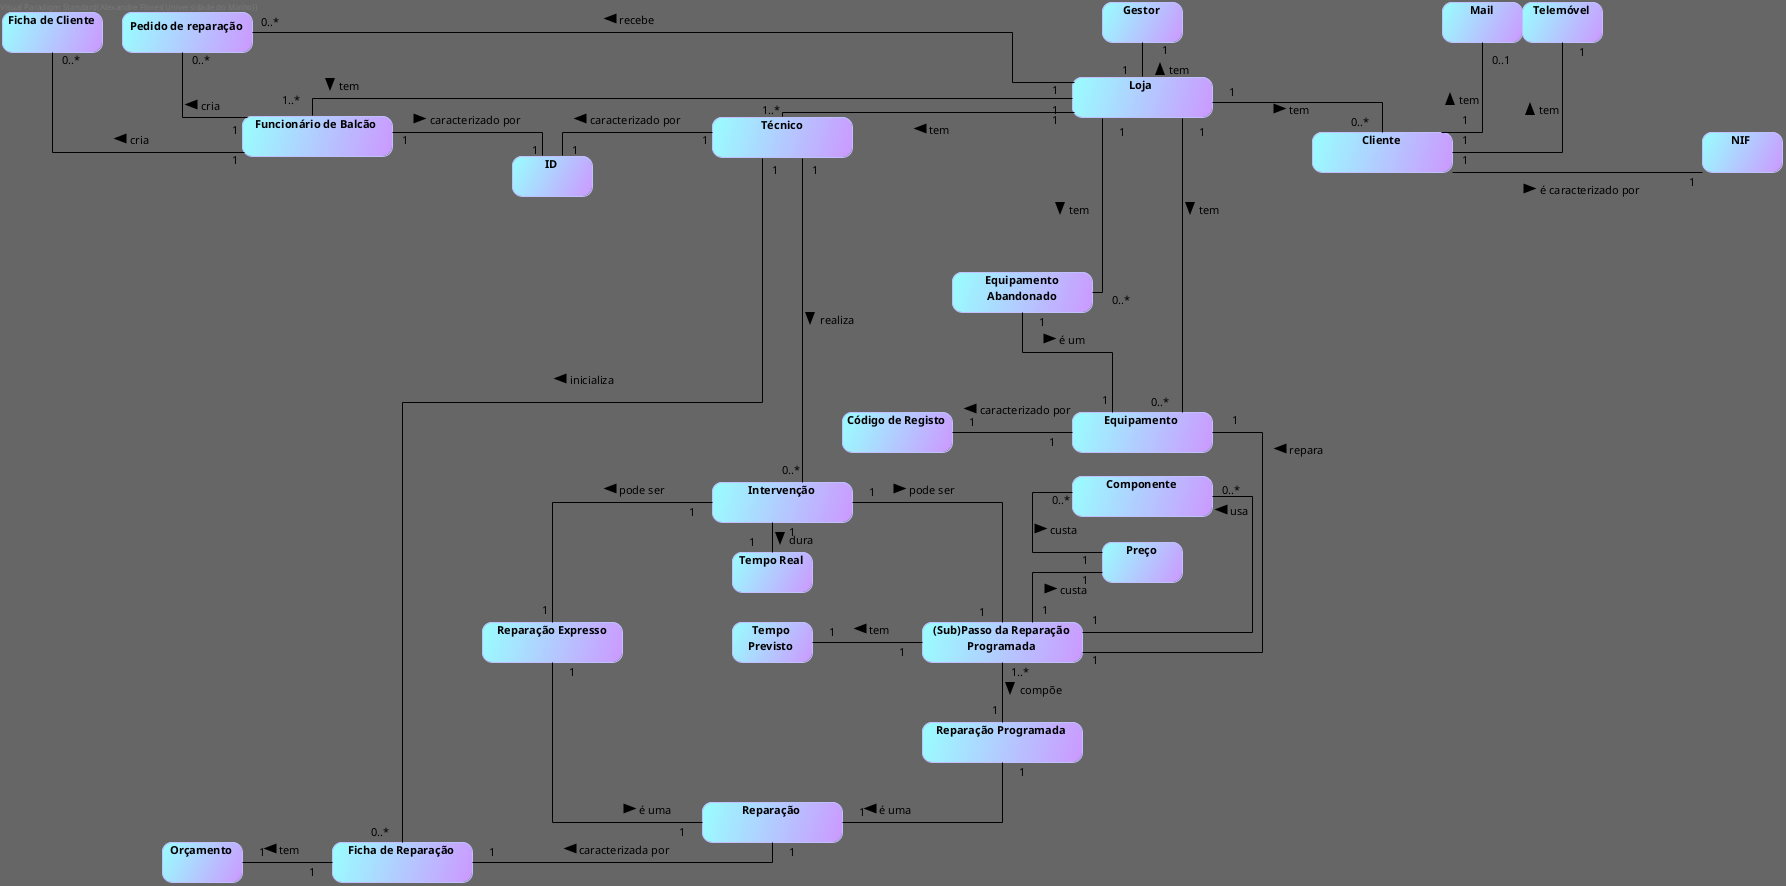 Ficha de Cliente
0..*
Pedido de reparação
0..*
0..*
recebe
Gestor
1
1
tem
Mail
0..1
Telemóvel
1
Loja
1
1
1
1
1
tem
1..*
cria
1
cria
1
Funcionário de Balcão
1
caracterizado por
1
ID
1
caracterizado por
1
1..*
Técnico
tem
1
1
tem
0..*
tem
1
tem
1
1
Cliente
NIF
1
é caracterizado por
tem
tem
Equipamento
Abandonado
0..*
1
é um
realiza
inicializa
1
0..*
Código de Registo
caracterizado por
1
1
Equipamento
1
repara
0..*
Intervenção
pode ser
1
1
pode ser
1
1
dura
Tempo Real
Componente
0..*
0..*
usa
custa
Preço
1
1
custa
1
1
Reparação Expresso
1
Tempo
Previsto
1
tem
1
1
(Sub)Passo da Reparação
Programada
1
1
1..*
compõe
1
Reparação Programada
1
é uma
1
Reparação
1
é uma
1
caracterizada por
1
0..*
Ficha de Reparação
1
tem
1
Orçamento